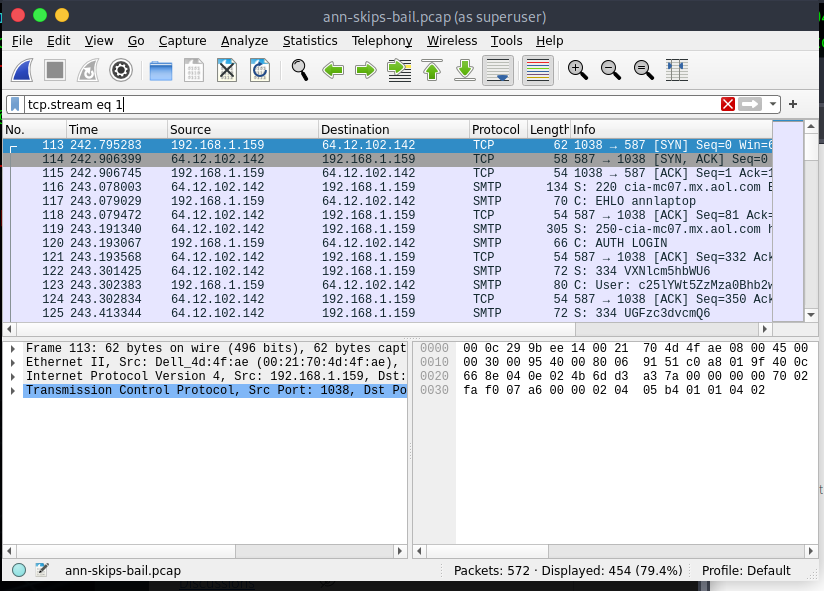 ann-skips-bail.pcap (as superuser)
File Edit View Go Capture Analyze Statistics Telephony Wireless Tools Help
tcp.stream eq 1
No. Time Source Destination Protocol Length Info
113 242.795283 192.168.1.159 64.12.102.142 TCP 62 1038 → 587 [SYN] Seq=0 Win=
114 242.906399 64.12.102.142 192.168.1.159 TCP 58 587 → 1038 [SYN, ACK] Seq=0
115 242.906745 192.168.1.159 64.12.102.142 TCP 54 1038 → 587 [ACK] Seq=1 Ack=1
116 243.078003 64.12.102.142 192.168.1.159 SMTP 134 S: 220 cia-mc07.mx.aol.com E
117 243.079029 192.168.1.159 64.12.102.142 SMTP 70 C: EHLO annlaptop
118 243.079472 64.12.102.142 192.168.1.159 TCP 54 587 → 1038 [ACK] Seq=81 Ack=
119 243.191340 64.12.102.142 192.168.1.159 SMTP 305 S: 250-cia-mc07.mx.aol.com h
120 243.193067 192.168.1.159 64.12.102.142 SMTP 66 C: AUTH LOGIN
121 243.193568 64.12.102.142 192.168.1.159 TCP 54 587 → 1038 [ACK] Seq=332 Ack
122 243.301425 64.12.102.142 192.168.1.159 SMTP 72 S: 334 VXNlcm5hbWU6
123 243.302383 192.168.1.159 64.12.102.142 SMTP 80 C: User: c25lYWt5ZzMza0Bhb2w
124 243.302834 64.12.102.142 192.168.1.159 TCP 54 587 → 1038 [ACK] Seq=350 Ack
125 243.413344 64.12.102.142 192.168.1.159 SMTP 72 S: 334 UGFzc3dvcmQ6
Frame 113: 62 bytes on wire (496 bits), 62 bytes capt
Ethernet II, Src: Dell_4d:4f:ae (00:21:70:4d:4f:ae),
Internet Protocol Version 4, Src: 192.168.1.159, Dst:
Transmission Control Protocol, Src Port: 1038, Dst Po
0000 00 0c 29 9b ee 14 00 21 70 4d 4f ae 08 00 45 00
0010 00 30 00 95 40 00 80 06 91 51 c0 a8 01 9f 40 0c
0020 66 8e 04 0e 02 4b 6d d3 a3 7a 00 00 00 00 70 02
0030 fa f0 07 a6 00 00 02 04 05 b4 01 01 04 02
ann-skips-bail.pcap
Packets: 572 · Displayed: 454 (79.4%)
Profile: Default